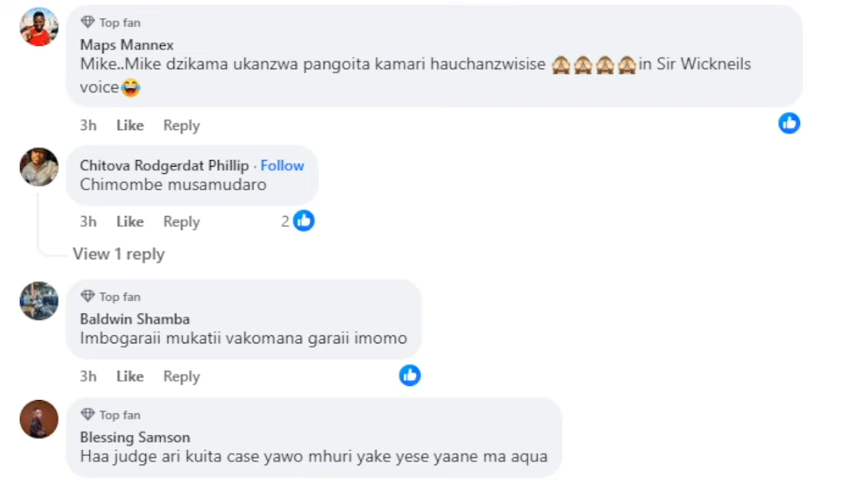 Top fan
Maps Mannex
Mike..Mike dzikama ukanzwa pangoita kamari hauchanzwisise 🙈🙈🙈🙈in Sir Wickneils
voice😂
3h Like Reply
Chitova Rodgerdat Phillip · Follow
Chimombe musamudaro
3h Like Reply 2
View 1 reply
Top fan
Baldwin Shamba
Imbogaraii mukatii vakomana garaii imomo
3h Like Reply
Top fan
Blessing Samson
Haa judge ari kuita case yawo mhuri yake yese yaane ma aqua